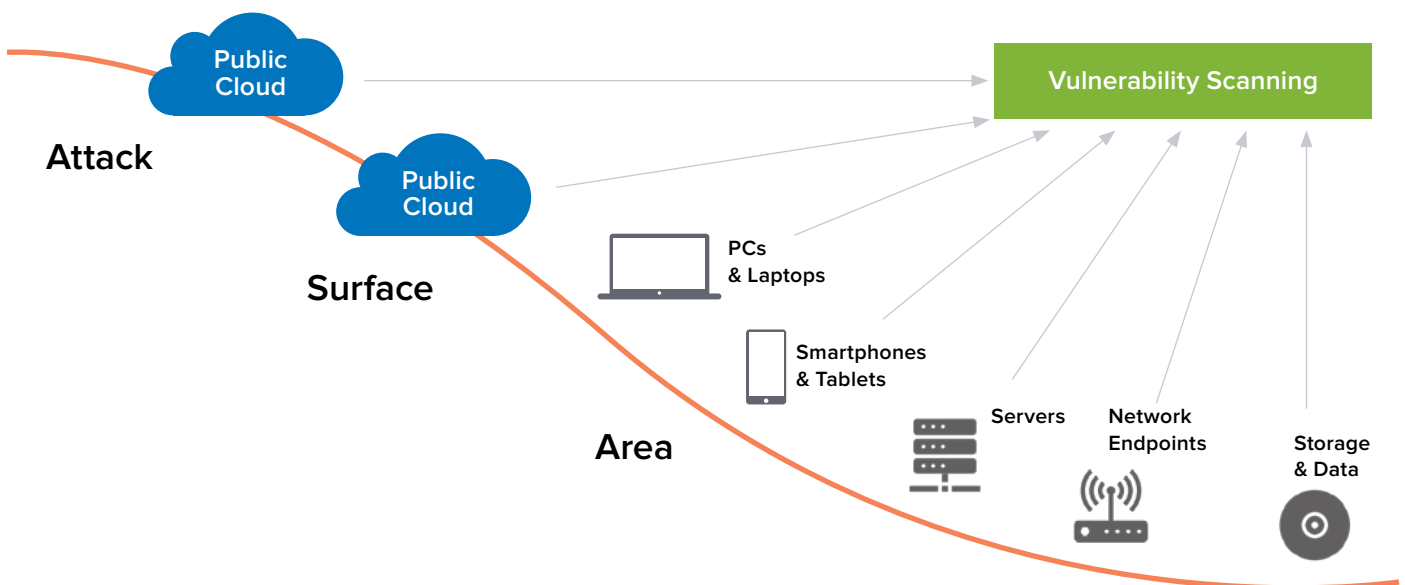 Public
Cloud
Vulnerability Scanning
Attack
Public
Cloud
Surface
PCs
& Laptops
Smartphones
& Tablets
Area
Servers
Network
Endpoints
Storage
& Data